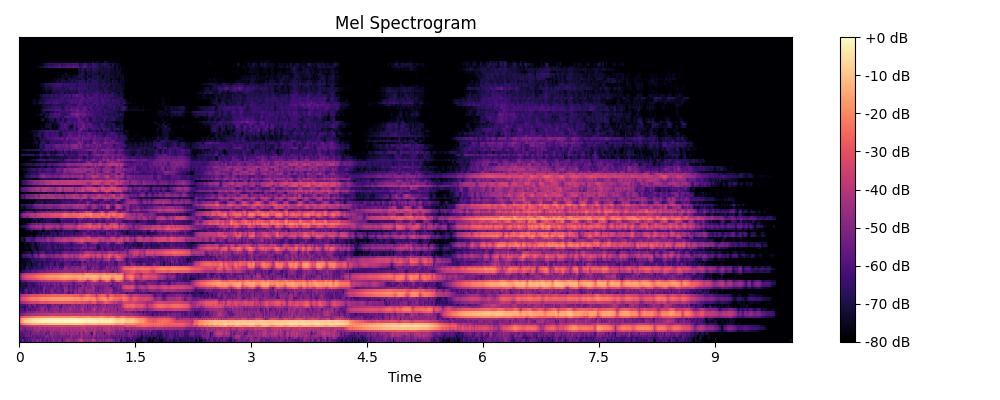 Mel Spectrogram
+0 dB
-10 dB
-20 dB
-30 dB
-40 dB
-50 dB
-60 dB
-70 dB
-80 dB
0 1.5 3 4.5 6 7.5 9
Time